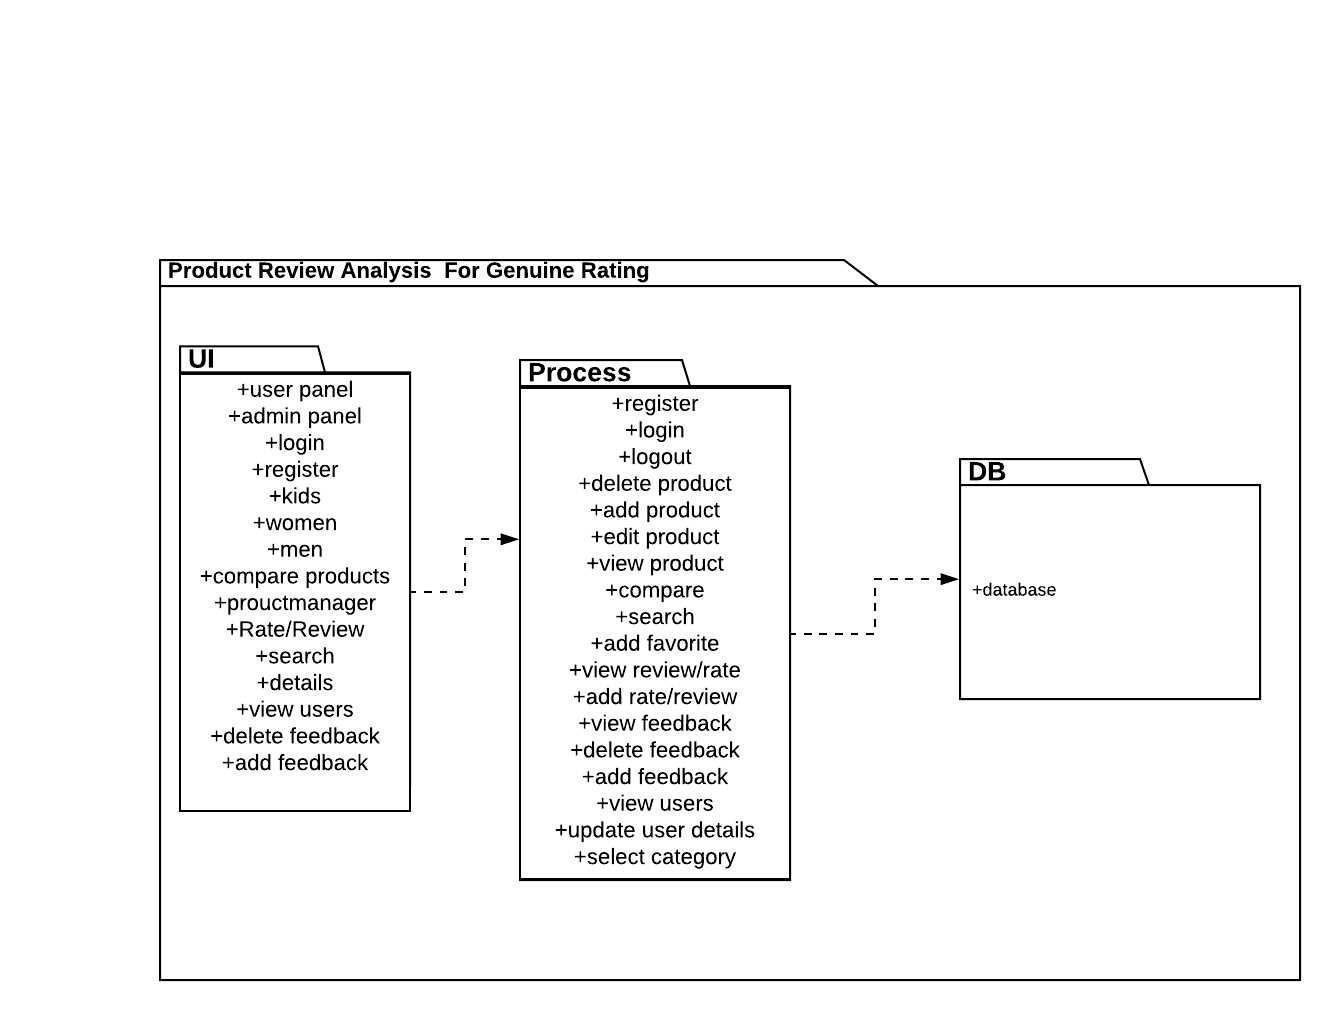 Product Review Analysis  For Genuine Rating
UI
+user panel
+admin panel
+login
+register
+kids
+women
+men
+compare products
+prouctmanager
+Rate/Review
+search
+details
+view users
+delete feedback
+add feedback
Process
+register
+login
+logout
+delete product
+add product
+edit product
+view product
+compare
+search
+add favorite
+view review/rate
+add rate/review
+view feedback
+delete feedback
+add feedback
+view users
+update user details
+select category
DB
+database